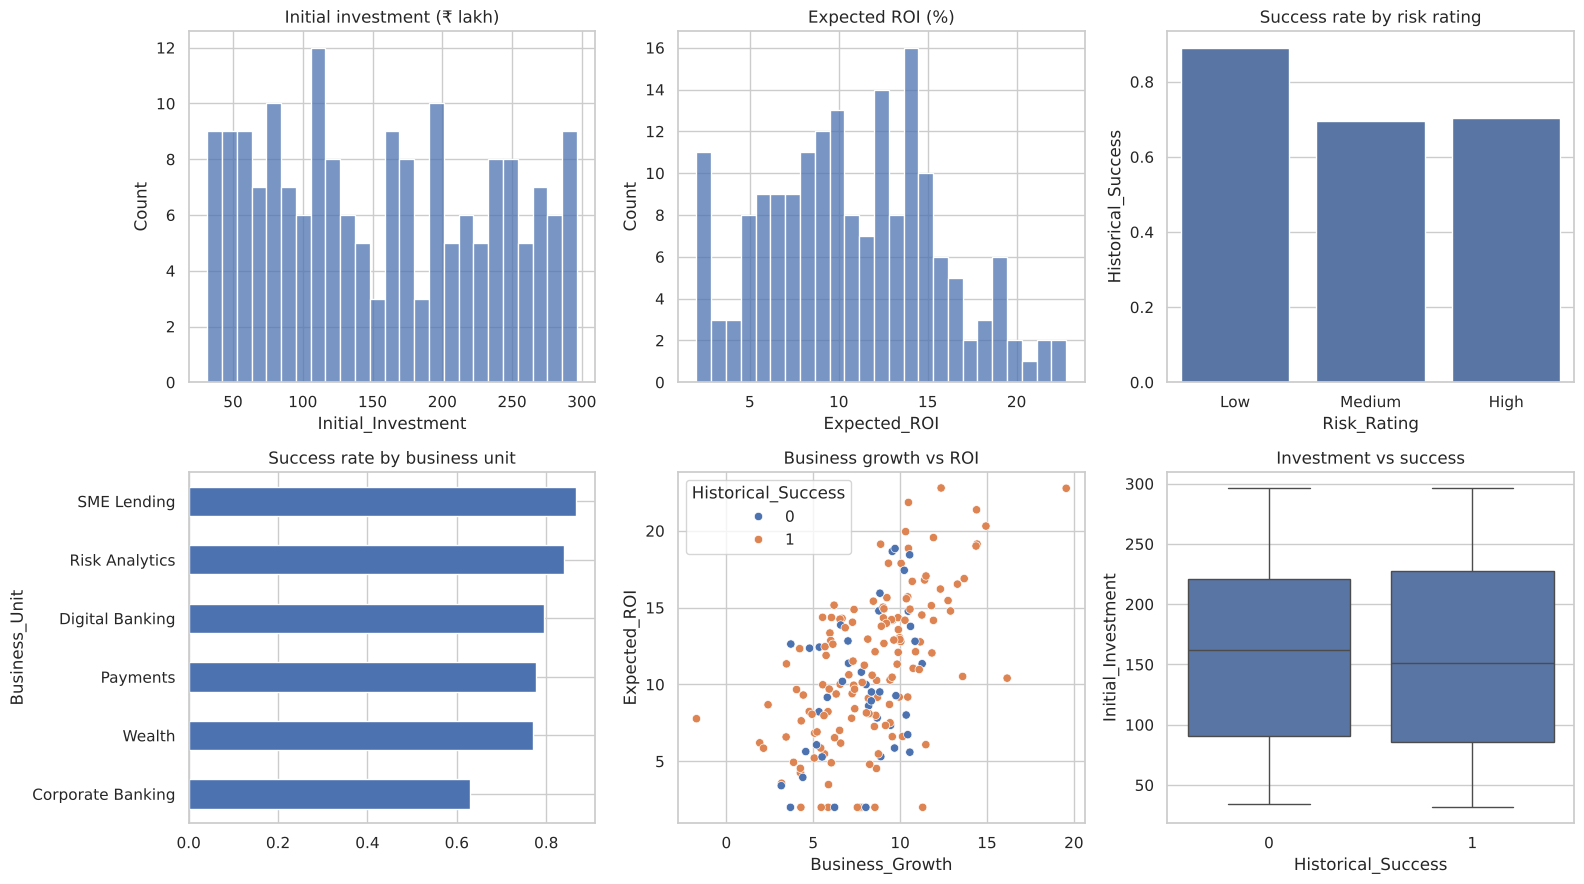 Initial investment (₹ lakh)
12
10
8
6
4
2
0
Count
50 100 150 200 250 300
Initial_Investment
Expected ROI (%)
16
14
12
10
8
6
4
2
0
Count
5 10 15 20
Expected_ROI
Success rate by risk rating
0.8
0.6
0.4
0.2
0.0
Historical_Success
Low Medium High
Risk_Rating
Success rate by business unit
SME Lending
Risk Analytics
Digital Banking
Payments
Wealth
Corporate Banking
Business_Unit
0.0 0.2 0.4 0.6 0.8
Business growth vs ROI
Historical_Success
0
1
20
15
10
5
Expected_ROI
0 5 10 15 20
Business_Growth
Investment vs success
300
250
200
150
100
50
Initial_Investment
0 1
Historical_Success